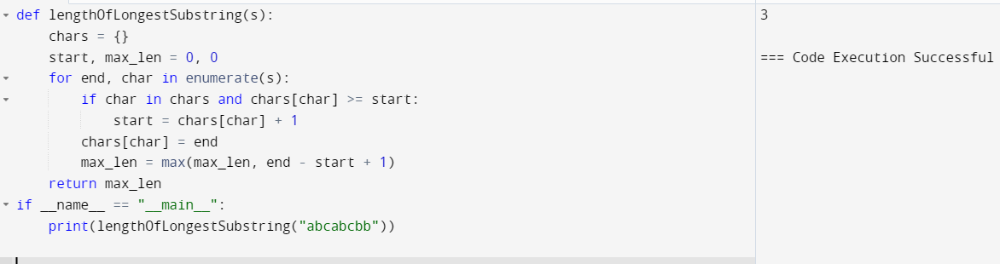 def lengthOfLongestSubstring(s):
    chars = {}
    start, max_len = 0, 0
    for end, char in enumerate(s):
        if char in chars and chars[char] >= start:
            start = chars[char] + 1
        chars[char] = end
        max_len = max(max_len, end - start + 1)
    return max_len
if __name__ == "__main__":
    print(lengthOfLongestSubstring("abcabcbb"))
3
=== Code Execution Successful